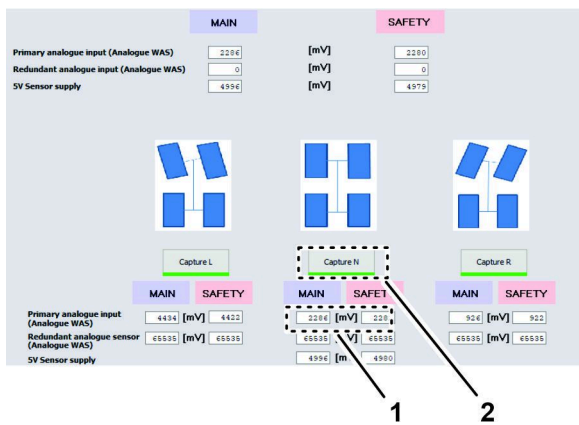 MAIN SAFETY
Primary analogue input (Analogue WAS) 2286 [mV] 2280
Redundant analogue input (Analogue WAS) 0 [mV] 0
5V Sensor supply 4996 [mV] 4979
Capture L Capture N Capture R
MAIN SAFETY MAIN SAFET MAIN SAFETY
Primary analogue input
(Analogue WAS) 4434 [mV] 4422 2286 [mV] 228 926 [mV] 922
Redundant analogue sensor
(Analogue WAS) 65535 [mV] 65535 65535 V] 65535 65535 [mV] 65535
5V Sensor supply 4996 [m 4980
1 2